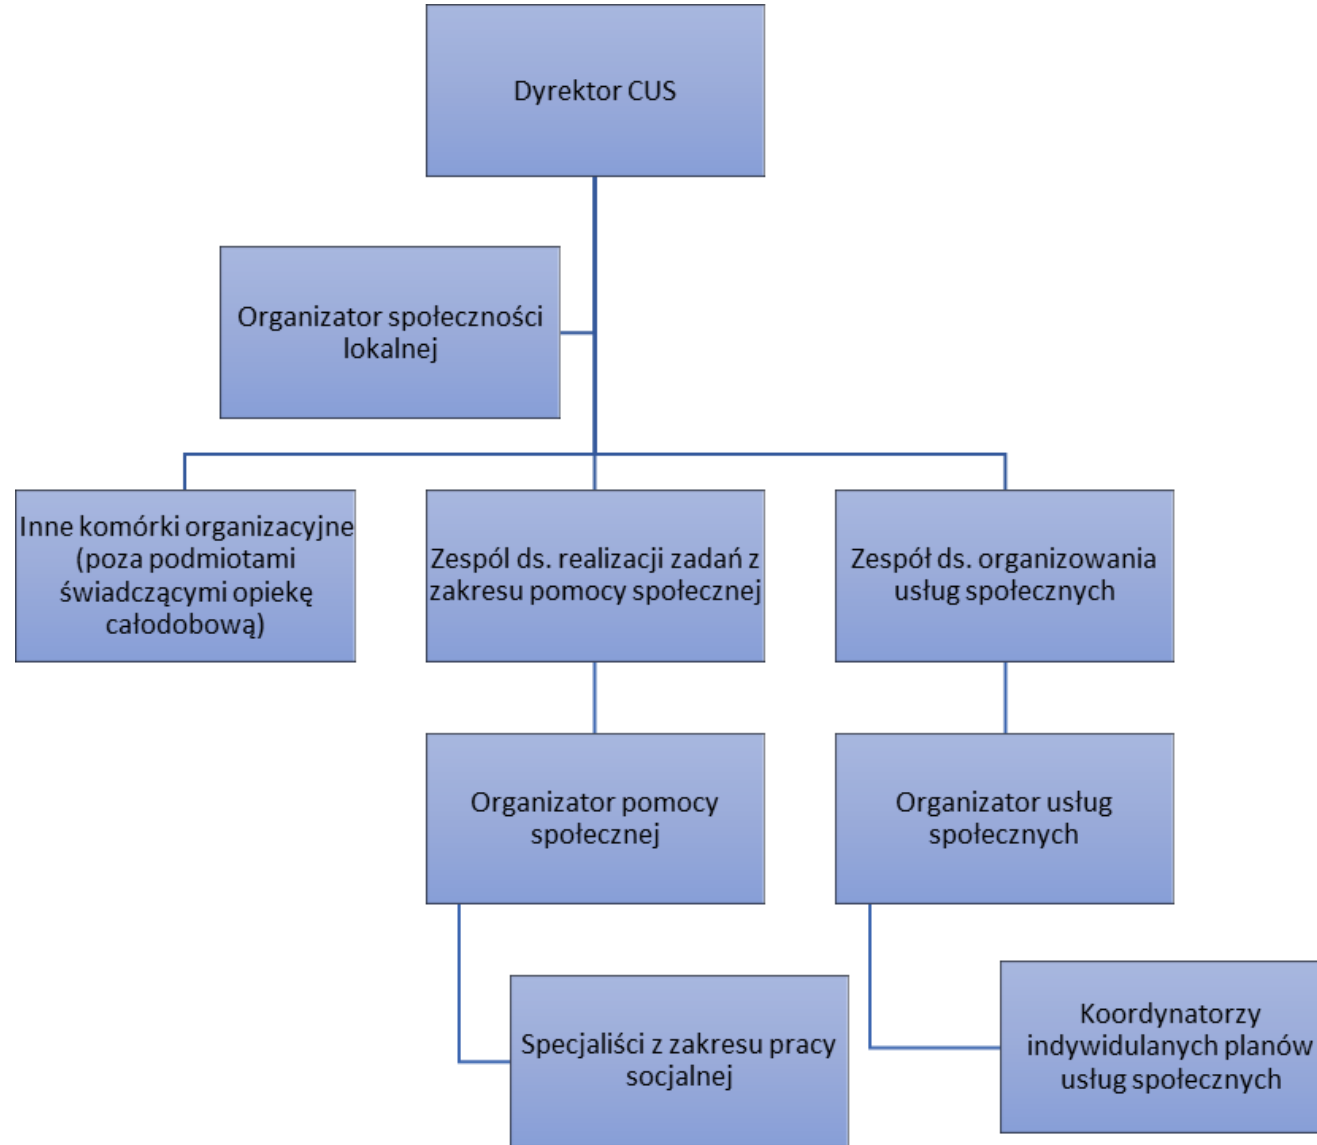 Dyrektor CUS
Organizator społeczności
lokalnej
Inne komórki organizacyjne
(poza podmiotami
świadczącymi opiekę
całodobową)
Zespól ds. realizacji zadań z
zakresu pomocy społecznej
Zespół ds. organizowania
usług społecznych
Organizator pomocy
społecznej
Organizator usług
społecznych
Specjaliści z zakresu pracy
socjalnej
Koordynatorzy
indywidulanych planów
usług społecznych